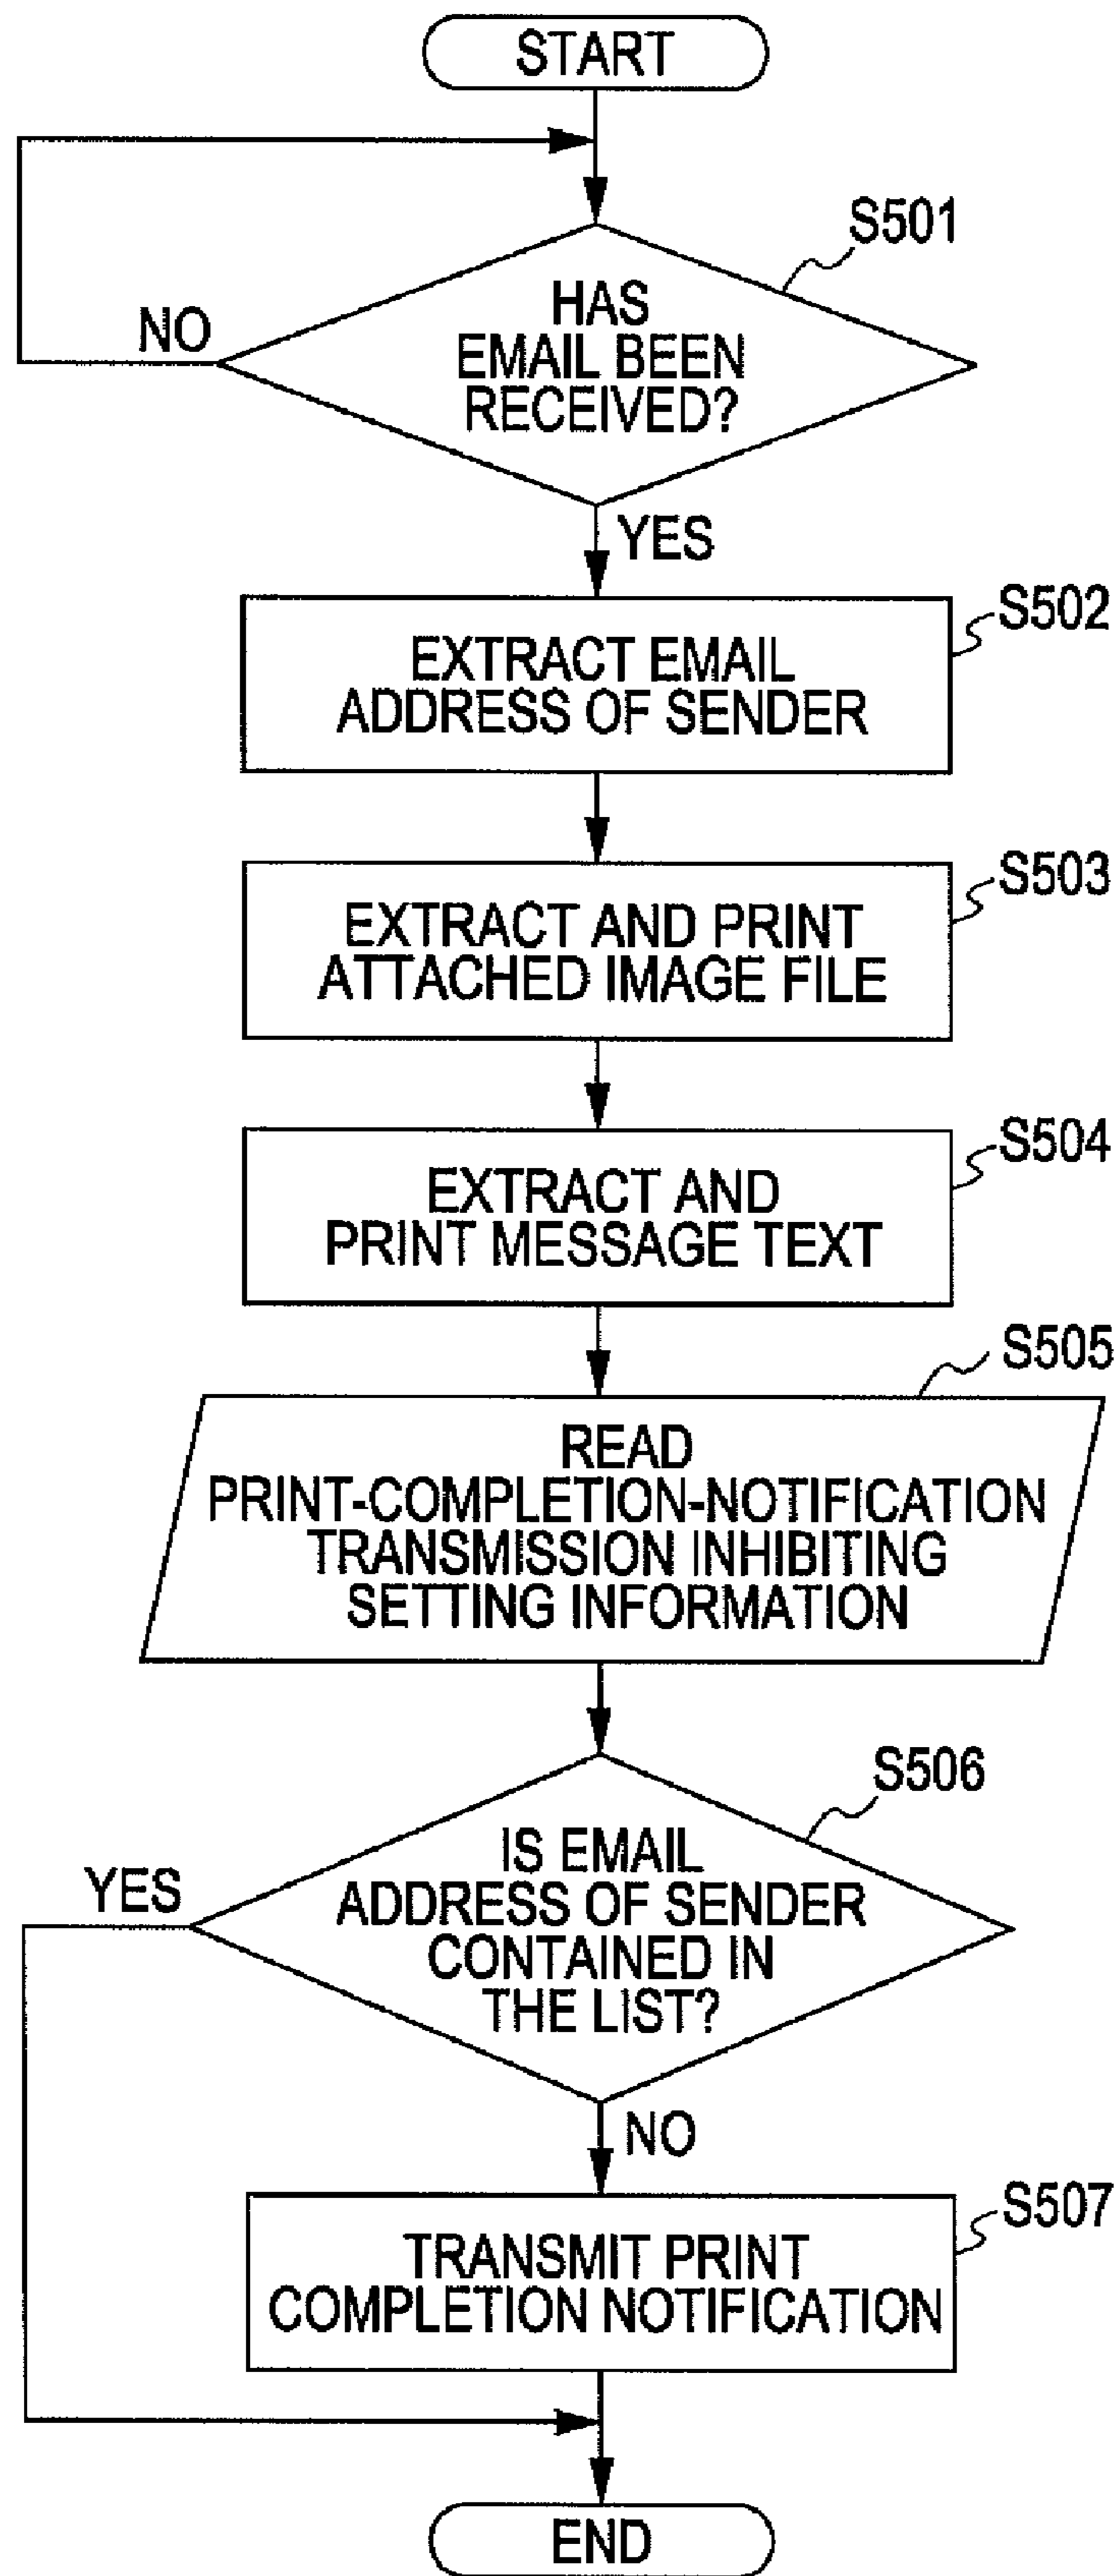 START
S501
HAS
EMAIL BEEN
RECEIVED?
NO
YES
S502
EXTRACT EMAIL
ADDRESS OF SENDER
S503
EXTRACT AND PRINT
ATTACHED IMAGE FILE
S504
EXTRACT AND
PRINT MESSAGE TEXT
S505
READ
PRINT-COMPLETION-NOTIFICATION
TRANSMISSION INHIBITING
SETTING INFORMATION
S506
IS EMAIL
ADDRESS OF SENDER
CONTAINED IN
THE LIST?
YES
NO
S507
TRANSMIT PRINT
COMPLETION NOTIFICATION
END